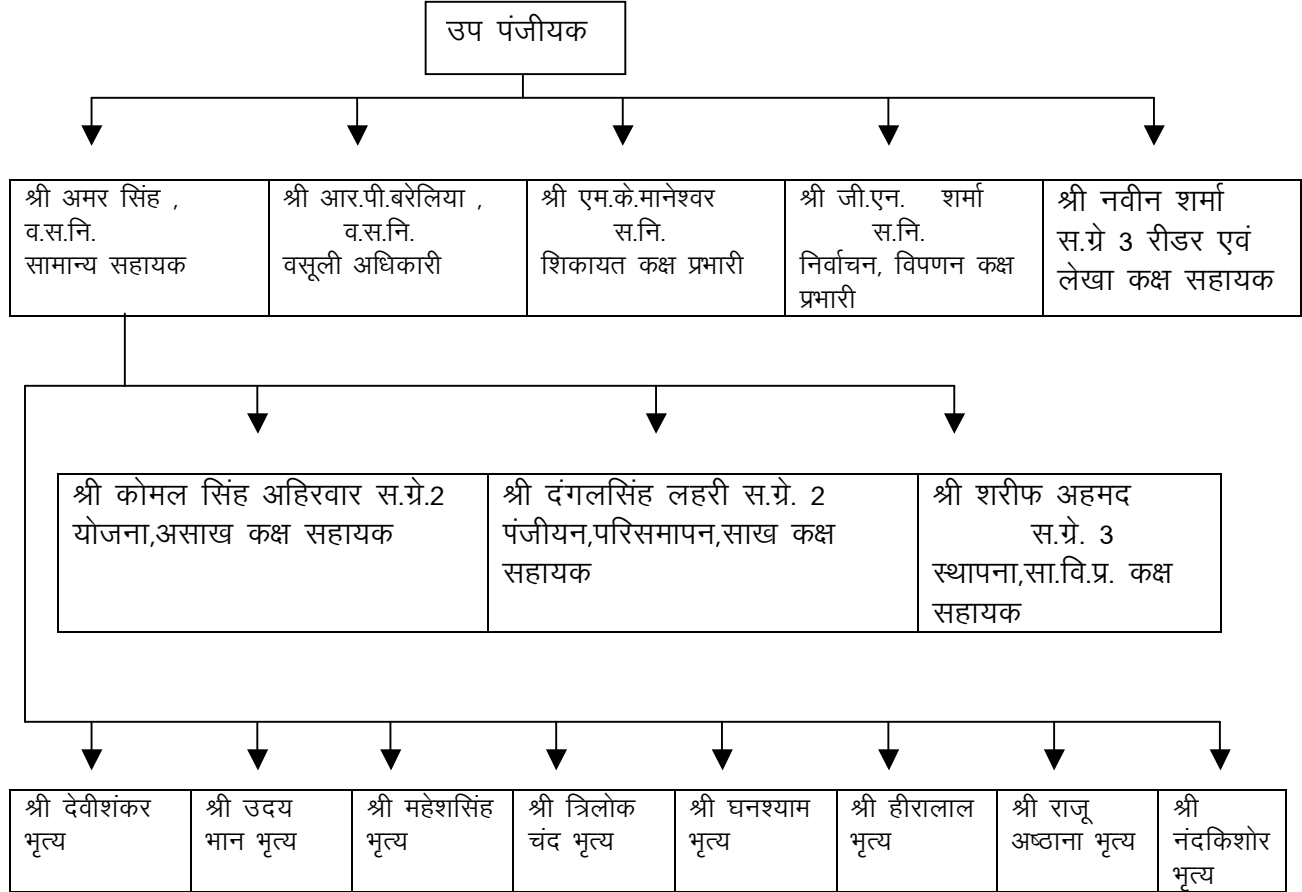 उप पंजीयक
श्री अमर सिंह ,
व.स.नि.
सामान्य सहायक
श्री आर.पी.बरेलिया ,
व.स.नि.
वसूली अधिकारी
श्री एम.के.मानेश्वर
स.नि.
शिकायत कक्ष प्रभारी
श्री जी.एन. शर्मा
स.नि.
निर्वाचन, विपणन कक्ष
प्रभारी
श्री नवीन शर्मा
स.ग्रे 3 रीडर एवं
लेखा कक्ष सहायक
श्री कोमल सिंह अहिरवार स.ग्रे.2
योजना,असाख कक्ष सहायक
श्री दंगलसिंह लहरी स.ग्रे. 2
पंजीयन,परिसमापन,साख कक्ष
सहायक
श्री शरीफ अहमद
स.ग्रे. 3
स्थापना,सा.वि.प्र. कक्ष
सहायक
श्री देवीशंकर
भृत्य
श्री उदय
भान भृत्य
श्री महेशसिंह
भृत्य
श्री त्रिलोक
चंद भृत्य
श्री घनश्याम
भृत्य
श्री हीरालाल
भृत्य
श्री राजू
अष्ठाना भृत्य
श्री
नंदकिशोर
भृत्य